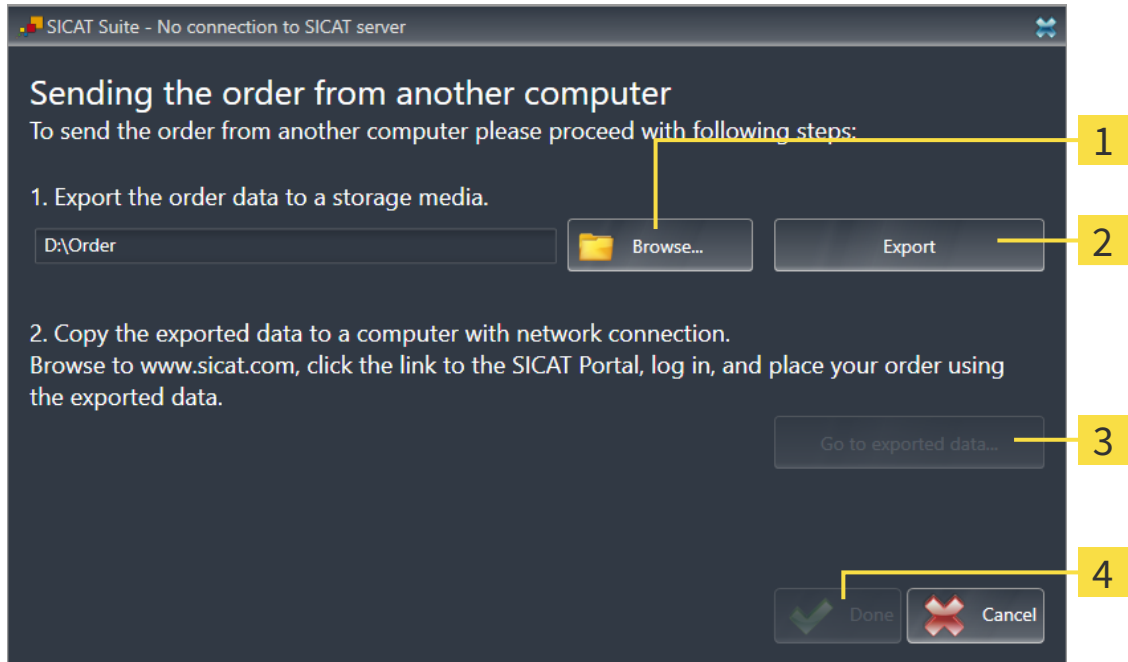 SICAT Suite - No connection to SICAT server
Sending the order from another computer
To send the order from another computer please proceed with following steps:
1
1. Export the order data to a storage media.
D:\Order
Browse...
Export
2
2. Copy the exported data to a computer with network connection.
Browse to www.sicat.com, click the link to the SICAT Portal, log in, and place your order using
the exported data.
Go to exported data...
3
4
Done
Cancel